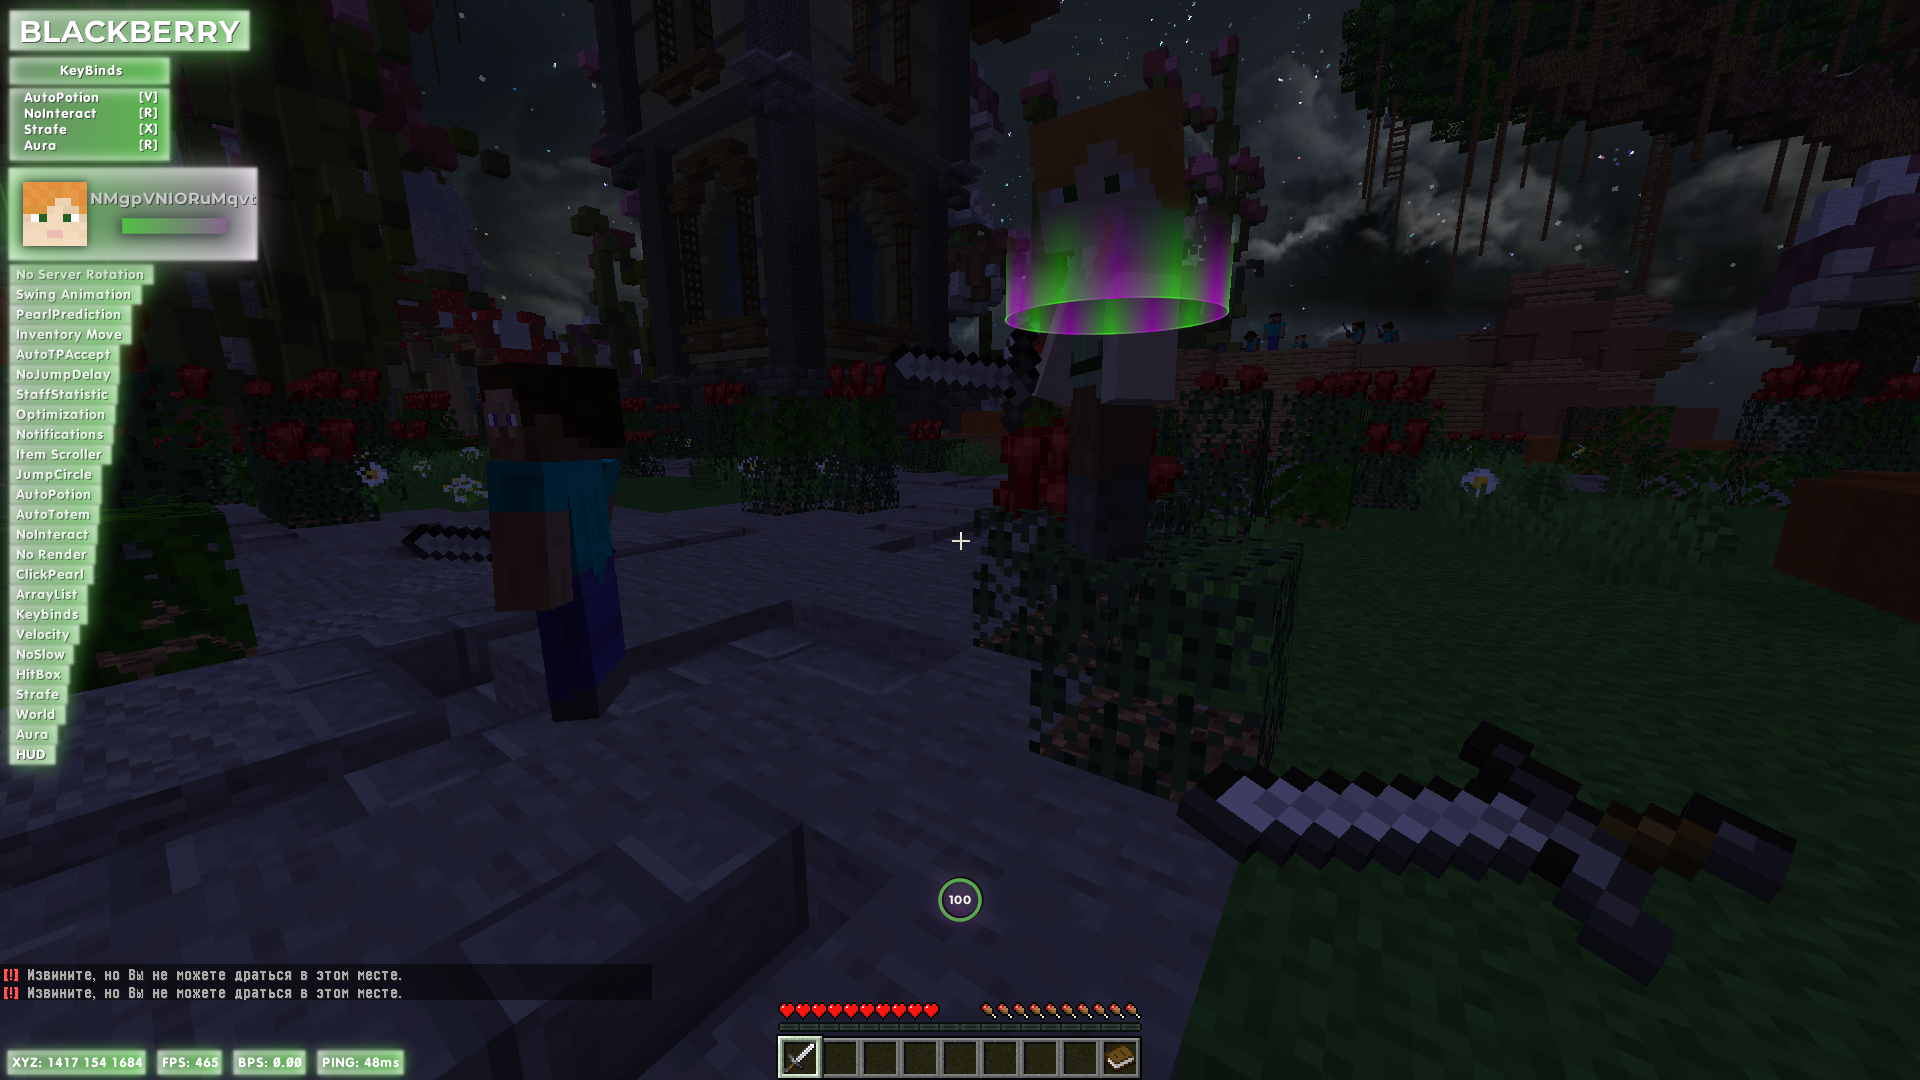 BLACKBERRY
KeyBinds
AutoPotion [V]
NoInteract [R]
Strafe [X]
Aura [R]
NMgpVNIORuMqvt
No Server Rotation
Swing Animation
PearlPrediction
Inventory Move
AutoTPAccept
NoJumpDelay
StaffStatistic
Optimization
Notifications
Item Scroller
JumpCircle
AutoPotion
AutoTotem
NoInteract
No Render
ClickPearl
ArrayList
Keybinds
Velocity
NoSlow
HitBox
Strafe
World
Aura
HUD
100
[!] Извините, но Вы не можете драться в этом месте.
[!] Извините, но Вы не можете драться в этом месте.
XYZ: 1417 154 1684 FPS: 465 BPS: 0.00 PING: 48ms